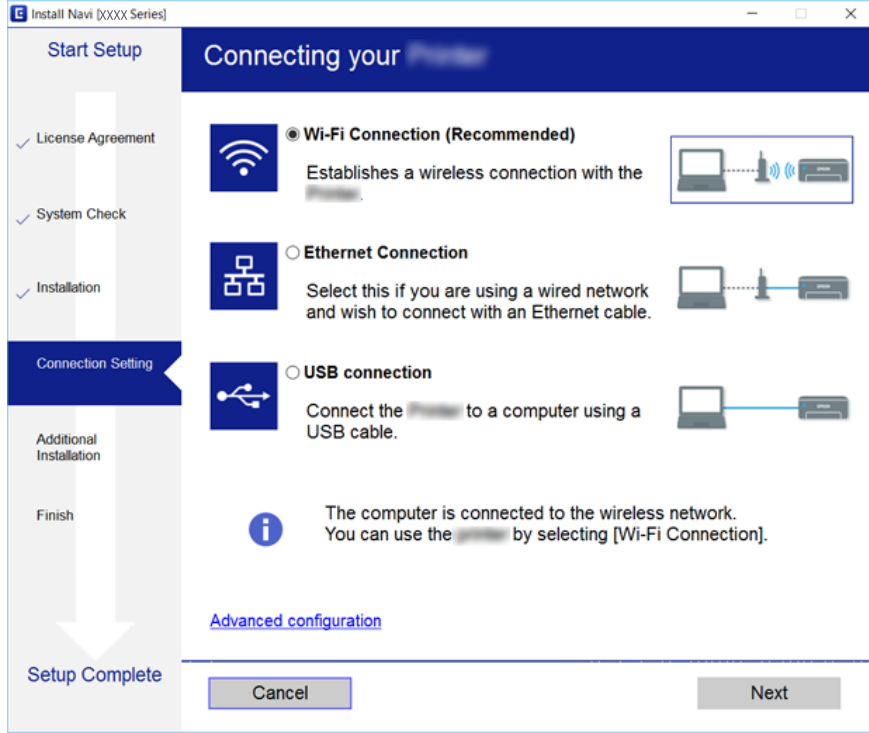 Install Navi [XXXX Series]
Start Setup
License Agreement
System Check
Installation
Connection Setting
Additional
Installation
Finish
Setup Complete
Connecting your
Wi-Fi Connection (Recommended)
Establishes a wireless connection with the
.
Ethernet Connection
Select this if you are using a wired network
and wish to connect with an Ethernet cable.
USB connection
Connect the to a computer using a
USB cable.
The computer is connected to the wireless network.
You can use the by selecting [Wi-Fi Connection].
Advanced configuration
Cancel
Next